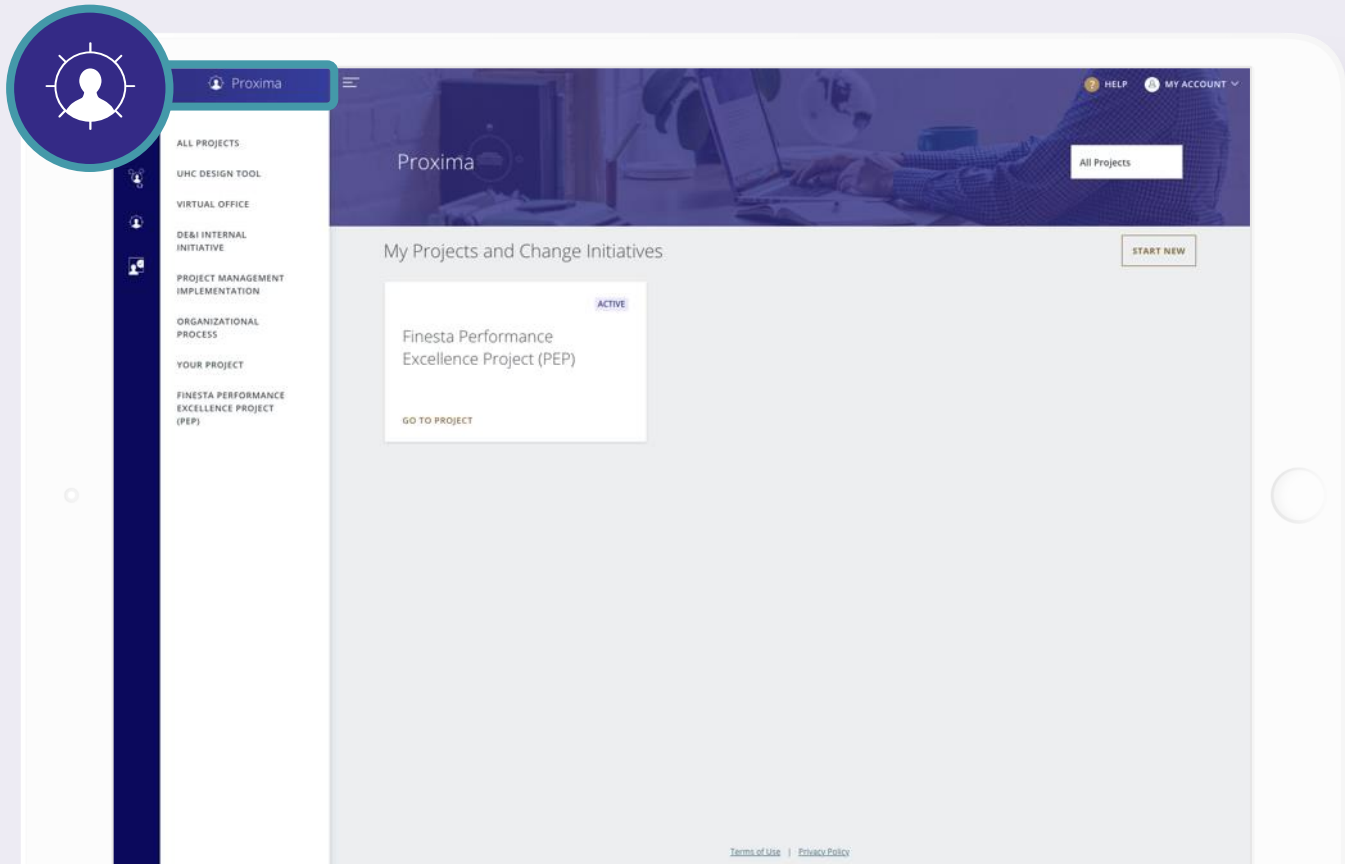 Proxima
HELP
MY ACCOUNT
ALL PROJECTS
UHC DESIGN TOOL
VIRTUAL OFFICE
DE&I INTERNAL
INITIATIVE
PROJECT MANAGEMENT
IMPLEMENTATION
ORGANIZATIONAL
PROCESS
YOUR PROJECT
FINESTA PERFORMANCE
EXCELLENCE PROJECT
(PEP)
Proxima
All Projects
My Projects and Change Initiatives
START NEW
ACTIVE
Finesta Performance
Excellence Project (PEP)
GO TO PROJECT
Terms of Use | Privacy Policy